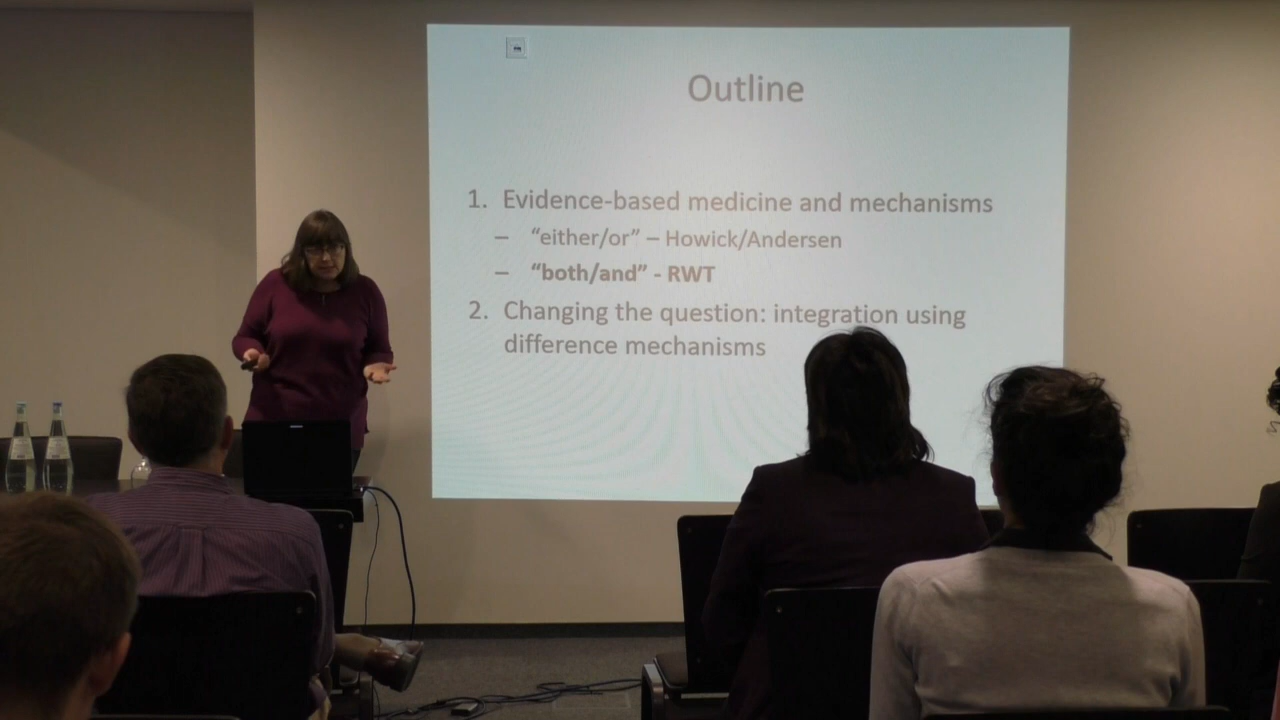 Outline
1. Evidence-based medicine and mechanisms
– “either/or” – Howick/Andersen
– “both/and” - RWT
2. Changing the question: integration using
difference mechanisms